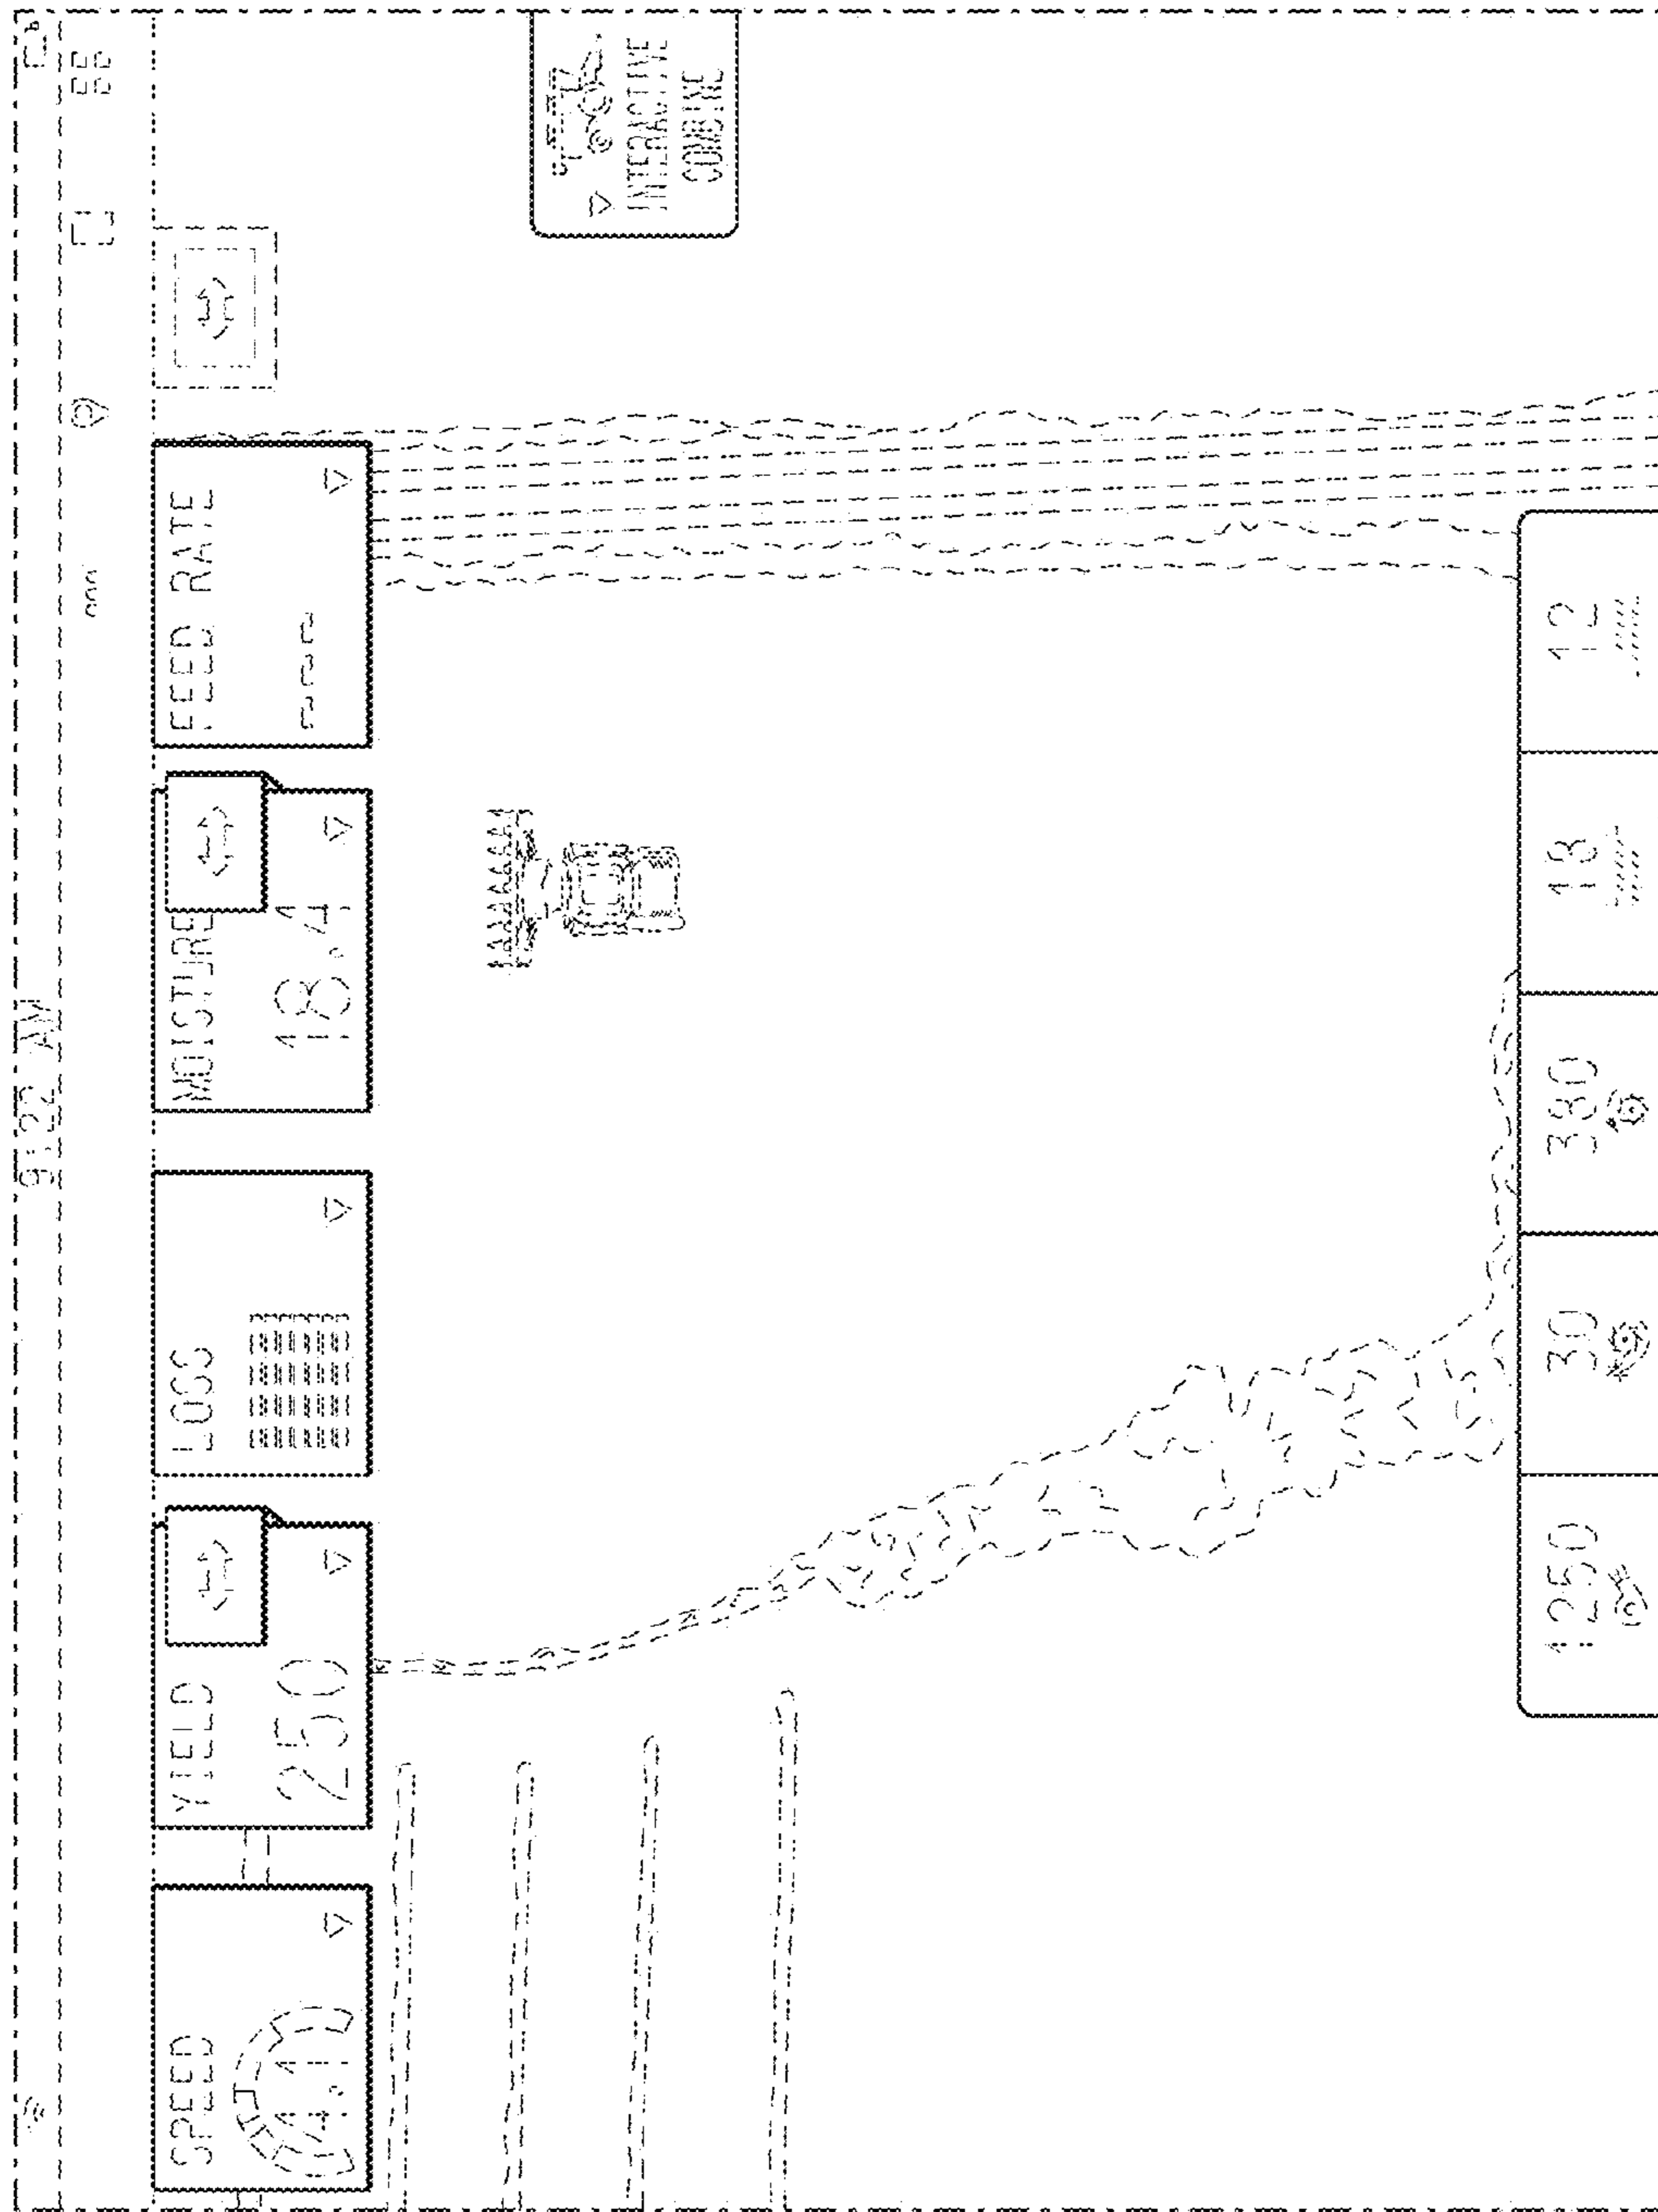 9:22 AM
SPEED
4.1
YIELD
250
LOSS
MOISTURE
18.4
FEED RATE
---
INTERACTIVE
COMBINE
1250
30
380
18
12